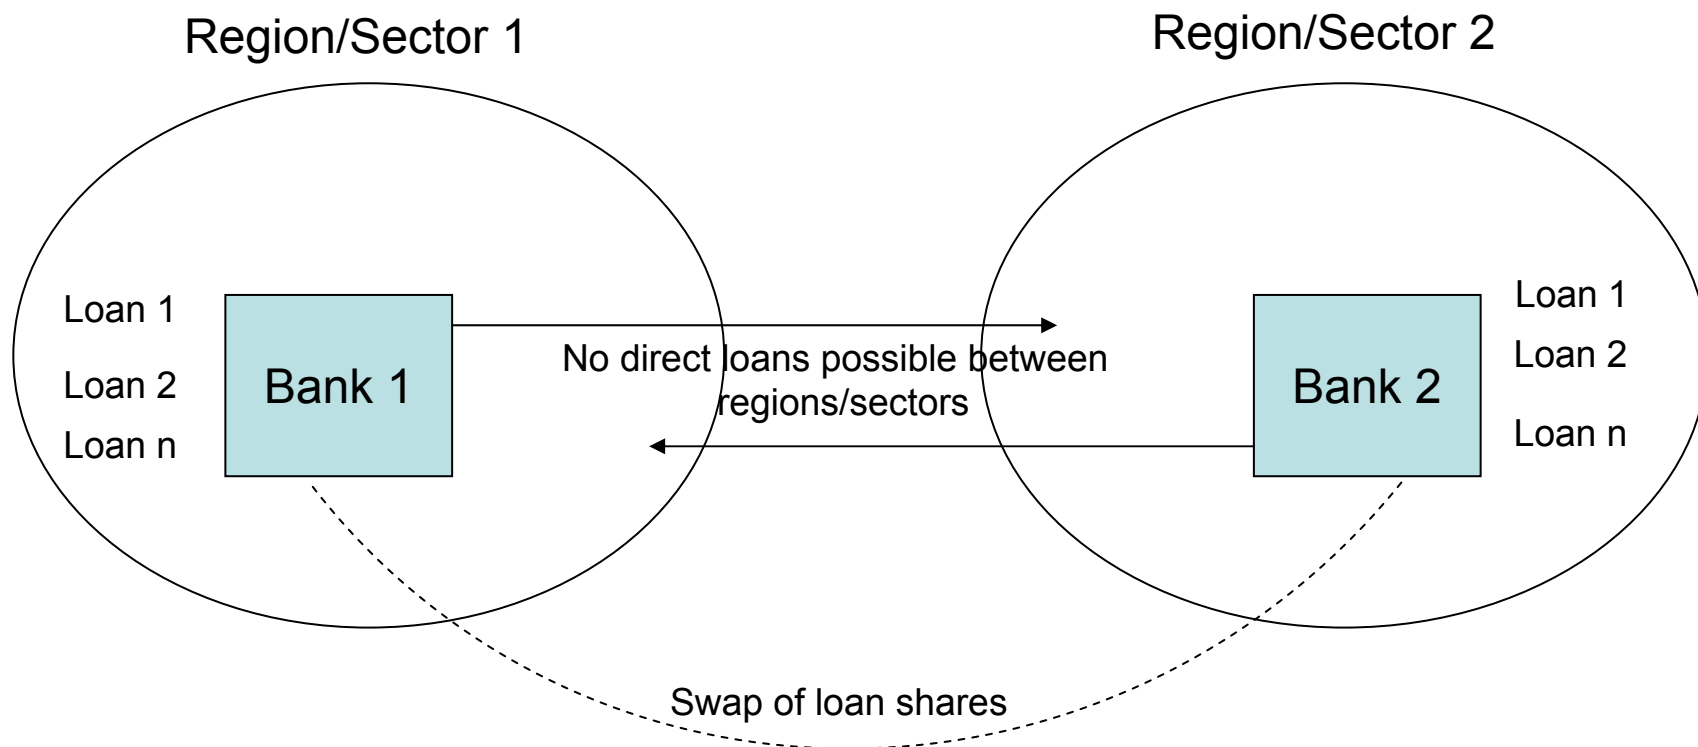 Region/Sector 1
Region/Sector 2
Loan 1
Loan 2
Loan n
Bank 1
No direct loans possible between
regions/sectors
Bank 2
Loan 1
Loan 2
Loan n
Swap of loan shares